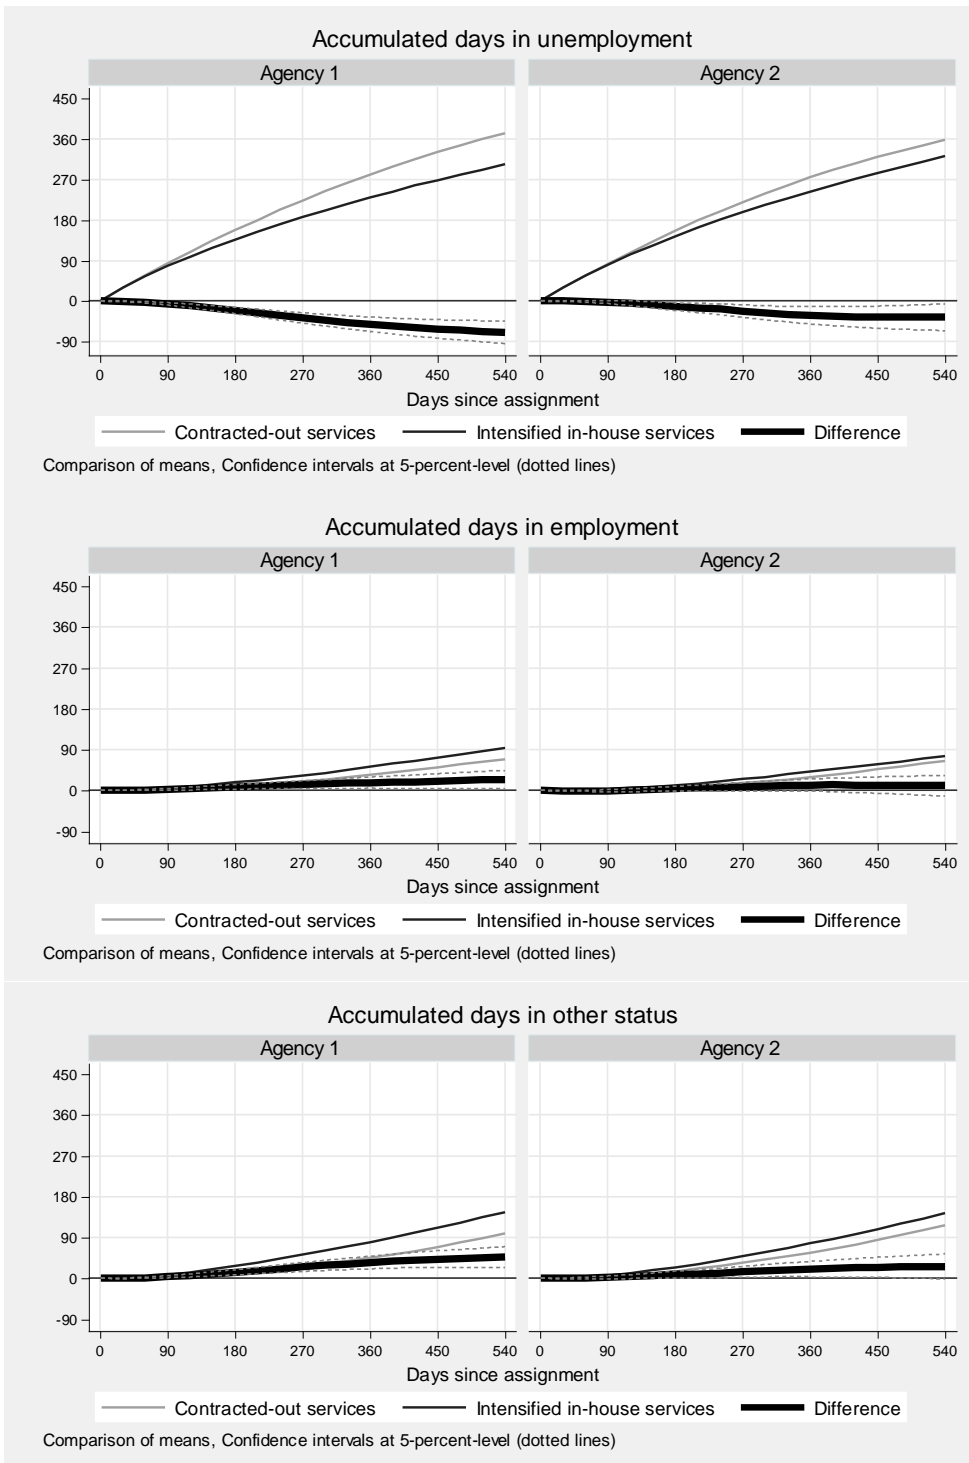 Accumulated days in unemployment
Agency 1 Agency 2
450
360
270
180
90
0
-90
0 90 180 270 360 450 540 0 90 180 270 360 450 540
Days since assignment
Contracted-out services Intensified in-house services Difference
Comparison of means, Confidence intervals at 5-percent-level (dotted lines)
Accumulated days in employment
Agency 1 Agency 2
450
360
270
180
90
0
-90
0 90 180 270 360 450 540 0 90 180 270 360 450 540
Days since assignment
Contracted-out services Intensified in-house services Difference
Comparison of means, Confidence intervals at 5-percent-level (dotted lines)
Accumulated days in other status
Agency 1 Agency 2
450
360
270
180
90
0
-90
0 90 180 270 360 450 540 0 90 180 270 360 450 540
Days since assignment
Contracted-out services Intensified in-house services Difference
Comparison of means, Confidence intervals at 5-percent-level (dotted lines)